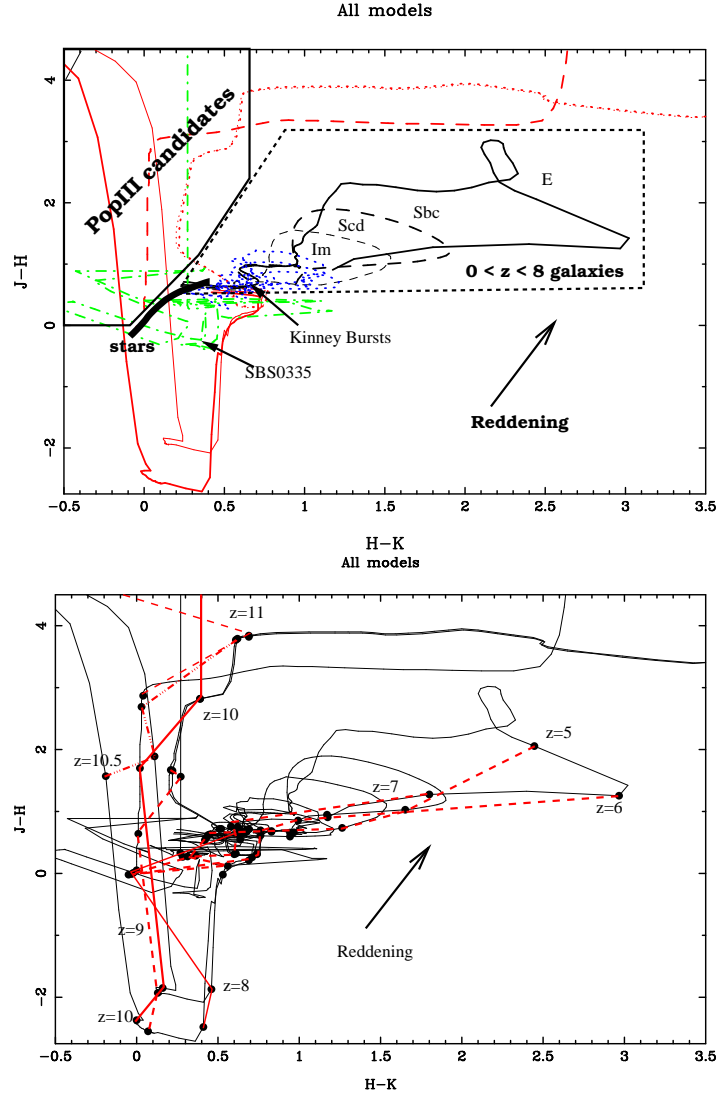 All models
4
2
0
−2
J−H
PopIII candidates
E
Sbc
Scd
Im
0 < z < 8 galaxies
stars
Kinney Bursts
SBS0335
Reddening
−0.5
0
0.5
1
1.5
2
2.5
3
3.5
H−K
All models
4
2
0
−2
J−H
z=11
z=10
z=10.5
z=5
z=7
z=6
z=9
Reddening
z=8
z=10
−0.5
0
0.5
1
1.5
2
2.5
3
3.5
H−K